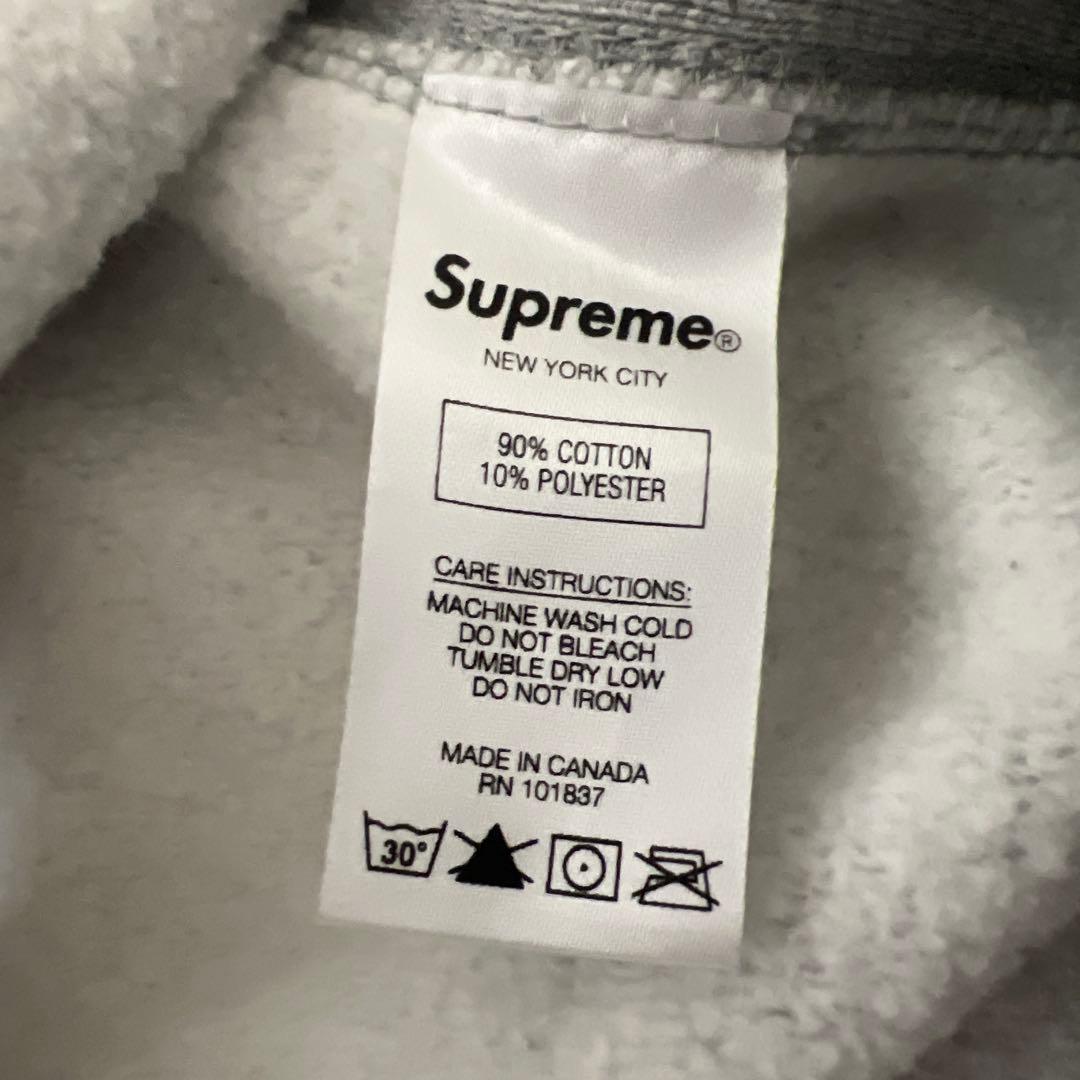 Supreme®
NEW YORK CITY
90% COTTON
10% POLYESTER
CARE INSTRUCTIONS:
MACHINE WASH COLD
DO NOT BLEACH
TUMBLE DRY LOW
DO NOT IRON
MADE IN CANADA
RN 101837
30°